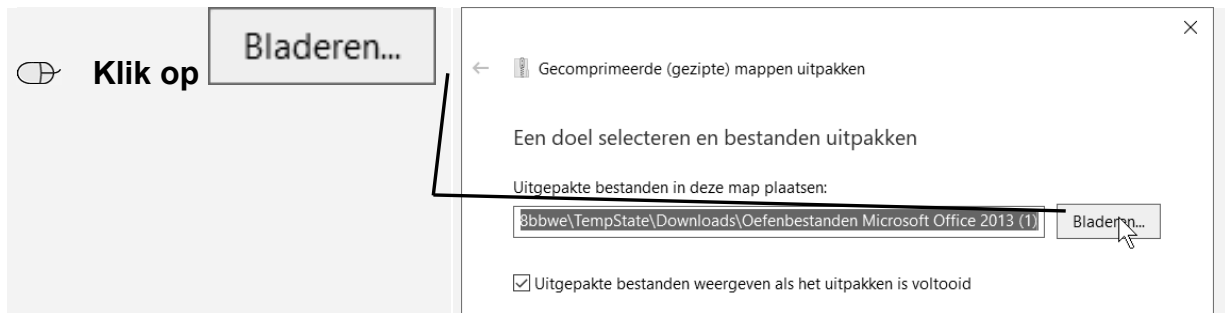 Klik op Bladeren...
Gecomprimeerde (gezipte) mappen uitpakken
Een doel selecteren en bestanden uitpakken
Uitgepakte bestanden in deze map plaatsen:
8bbwe\TempState\Downloads\Oefenbestanden Microsoft Office 2013 (1)
Bladeren...
Uitgepakte bestanden weergeven als het uitpakken is voltooid